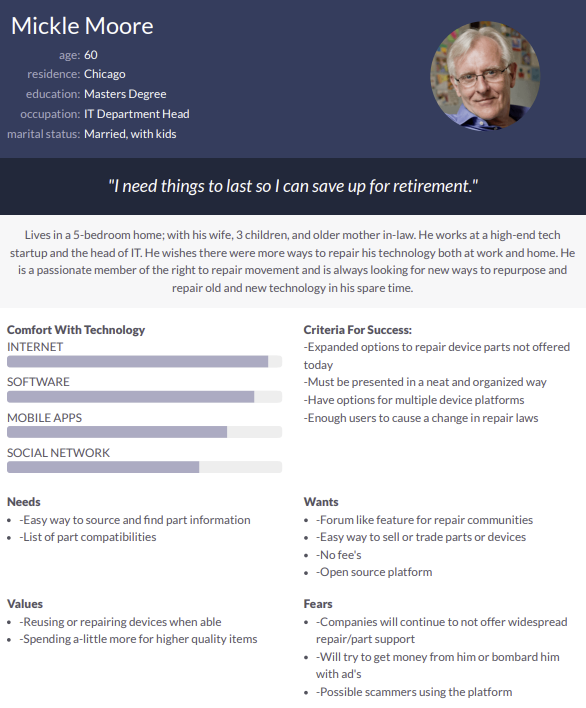 Mickle Moore
age: 60
residence: Chicago
education: Masters Degree
occupation: IT Department Head
marital status: Married, with kids
"I need things to last so I can save up for retirement."
Lives in a 5-bedroom home; with his wife, 3 children, and older mother in-law. He works at a high-end tech
startup and the head of IT. He wishes there were more ways to repair his technology both at work and home. He
is a passionate member of the right to repair movement and is always looking for new ways to repurpose and
repair old and new technology in his spare time.
Comfort With Technology
INTERNET
SOFTWARE
MOBILE APPS
SOCIAL NETWORK
Criteria For Success:
-Expanded options to repair device parts not offered
today
-Must be presented in a neat and organized way
-Have options for multiple device platforms
-Enough users to cause a change in repair laws
Needs
• -Easy way to source and find part information
• -List of part compatibilities
Wants
• -Forum like feature for repair communities
• -Easy way to sell or trade parts or devices
• -No fee's
• -Open source platform
Values
• -Reusing or repairing devices when able
• -Spending a-little more for higher quality items
Fears
• -Companies will continue to not offer widespread
repair/part support
• -Will try to get money from him or bombard him
with ad's
• -Possible scammers using the platform